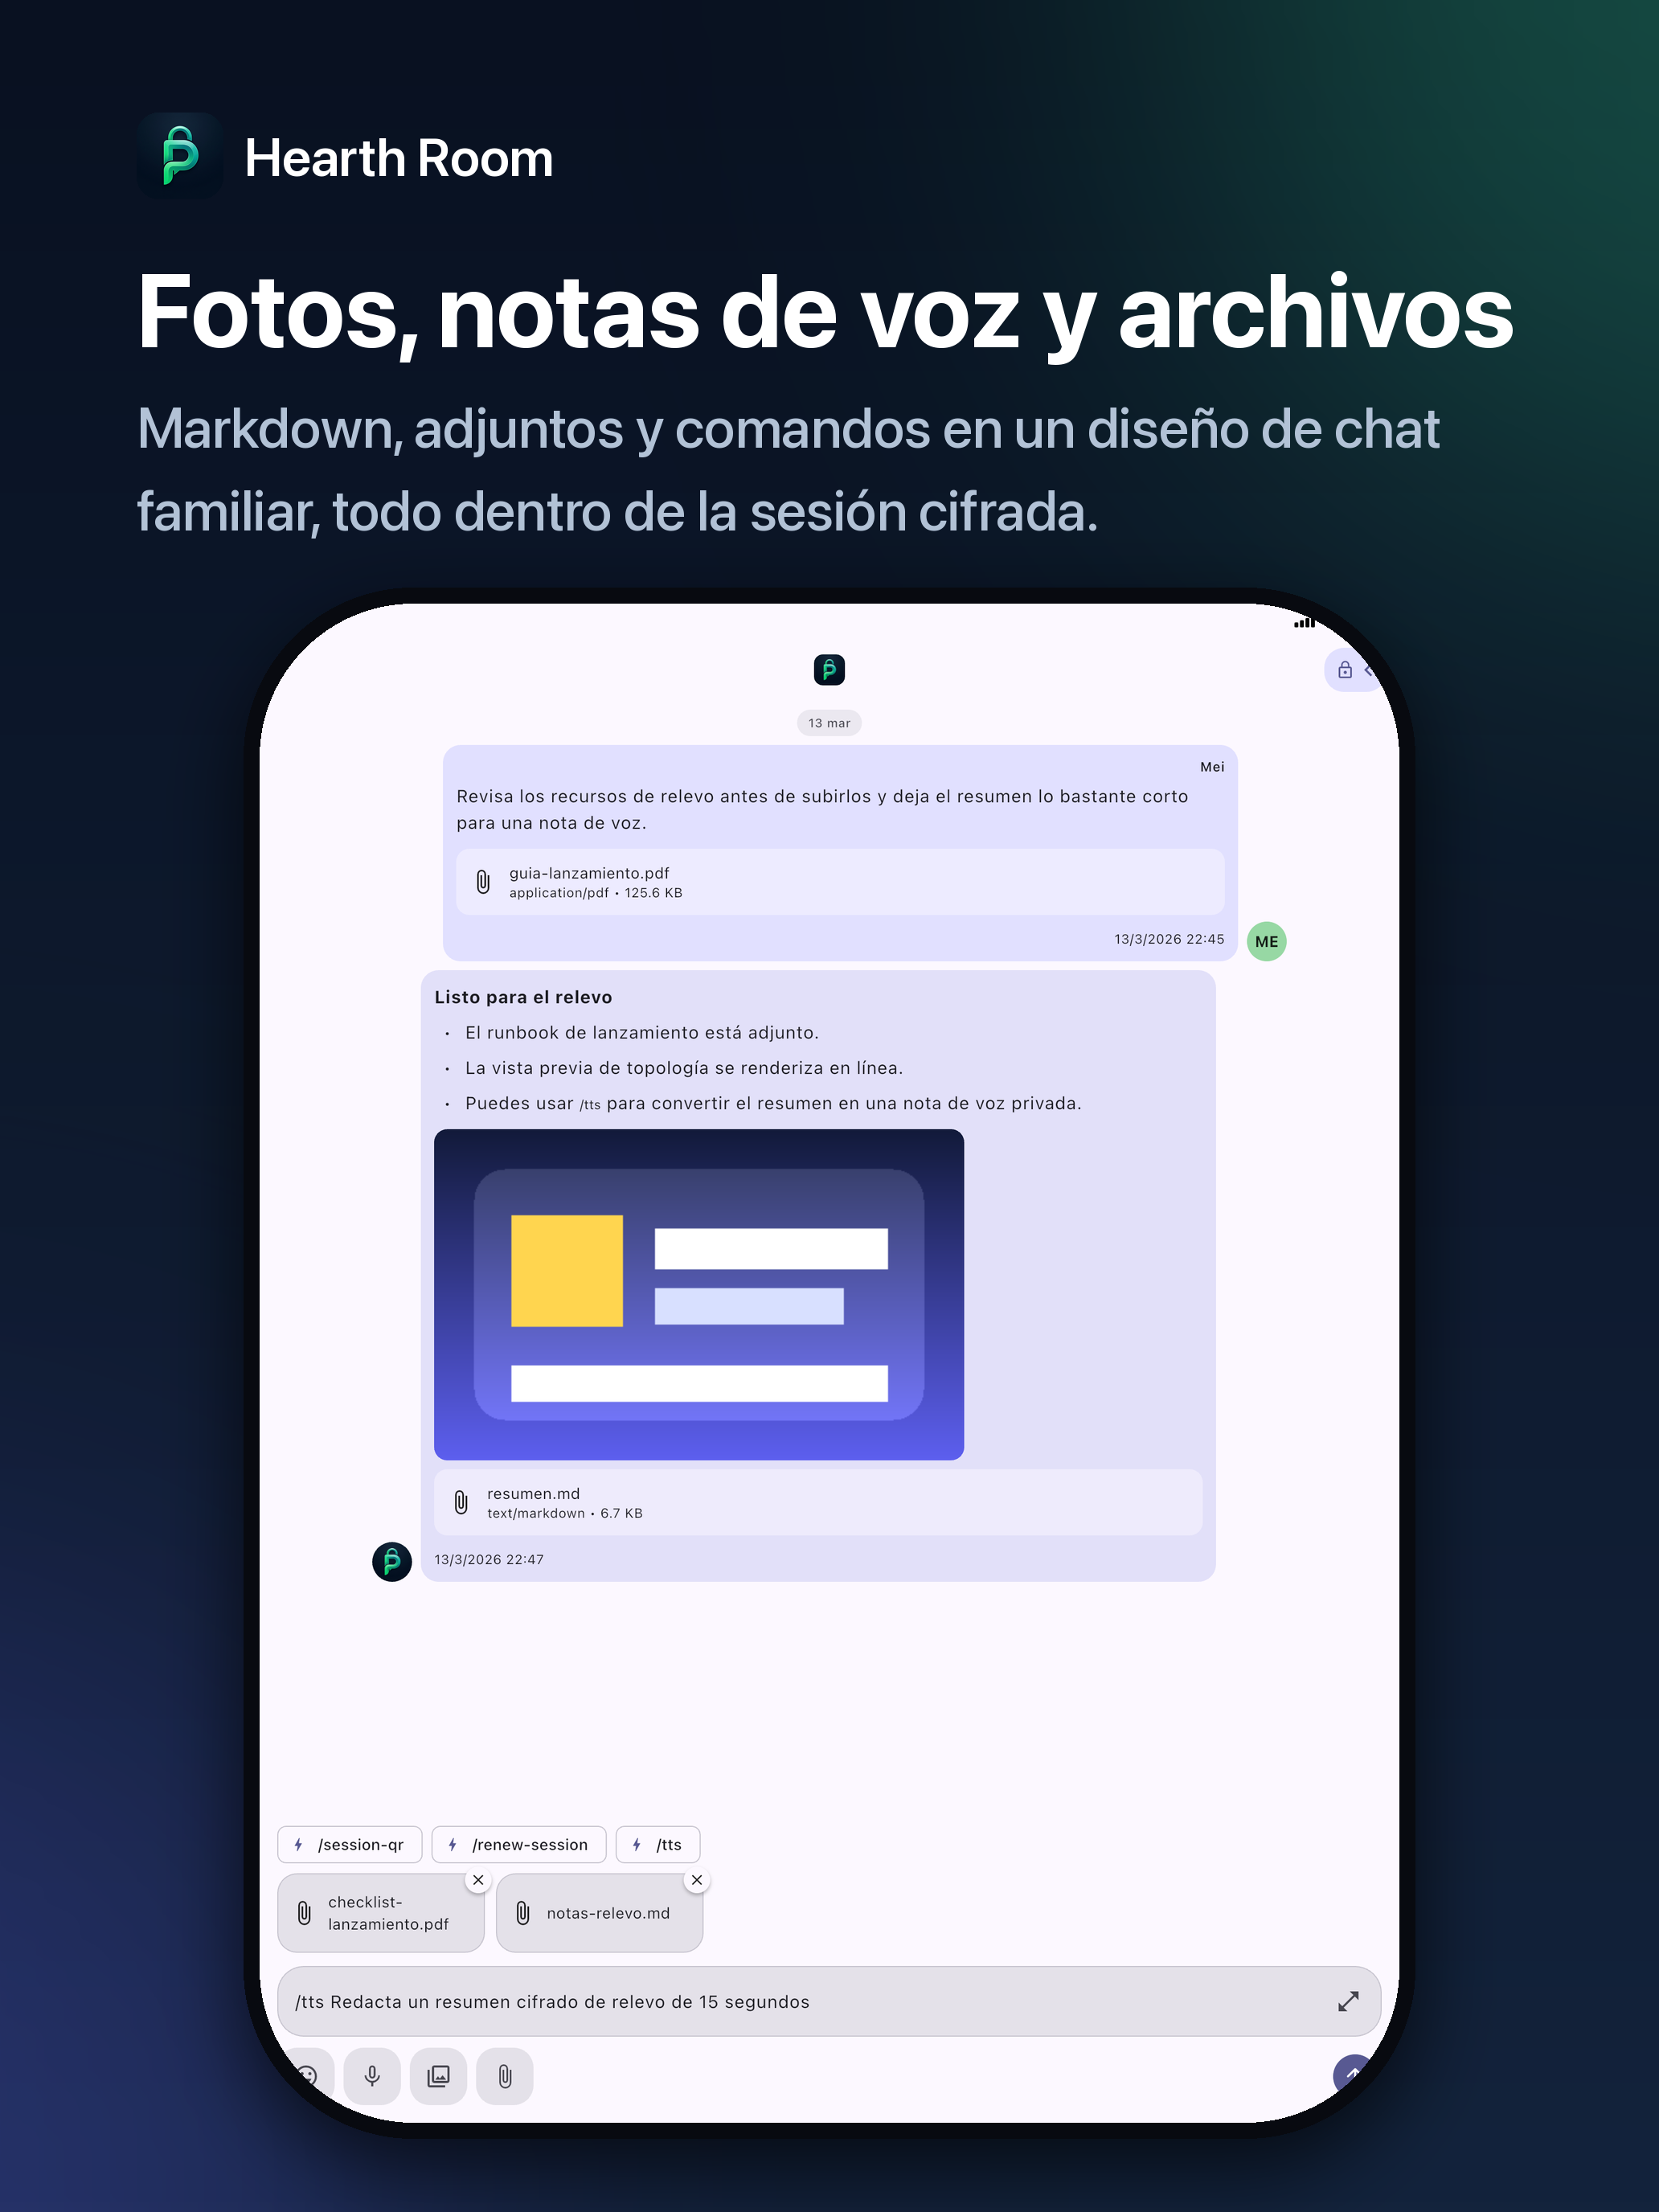 Hearth Room
Fotos, notas de voz y archivos
Markdown, adjuntos y comandos en un diseño de chat
familiar, todo dentro de la sesión cifrada.
13 mar
Mei
Revisa los recursos de relevo antes de subirlos y deja el resumen lo bastante corto
para una nota de voz.
guia-lanzamiento.pdf
application/pdf • 125.6 KB
13/3/2026 22:45
ME
Listo para el relevo
• El runbook de lanzamiento está adjunto.
• La vista previa de topología se renderiza en línea.
• Puedes usar /tts para convertir el resumen en una nota de voz privada.
resumen.md
text/markdown • 6.7 KB
13/3/2026 22:47
/session-qr
/renew-session
/tts
checklist-
lanzamiento.pdf
notas-relevo.md
/tts Redacta un resumen cifrado de relevo de 15 segundos